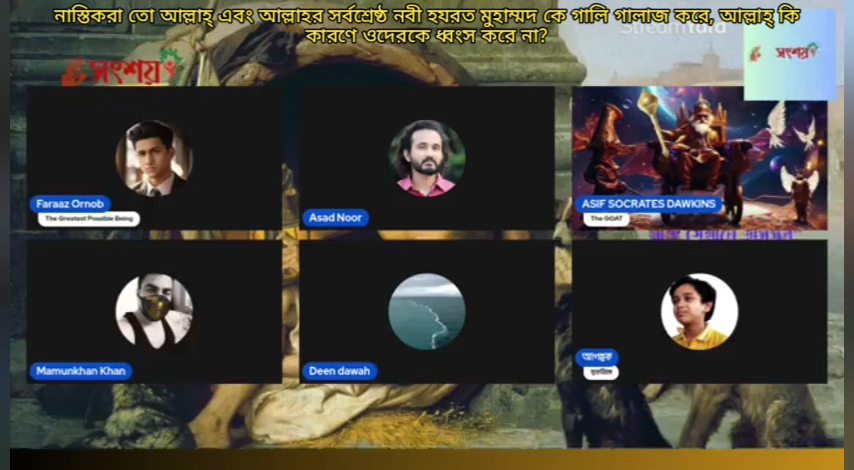 নাস্তিকরা তো আল্লাহ্ এবং আল্লাহর সর্বশ্রেষ্ঠ নবী হযরত মুহাম্মদ কে গালি গালাজ করে, আল্লাহ্ কি
কারণে ওদেরকে ধ্বংস করে না?
StreamYard
সংশয়
সংশয়
Faraaz Ornob
The Greatest Possible Being
Asad Noor
ASIF SOCRATES DAWKINS
The GOAT
Mamunkhan Khan
Deen dawah
আগন্তুক